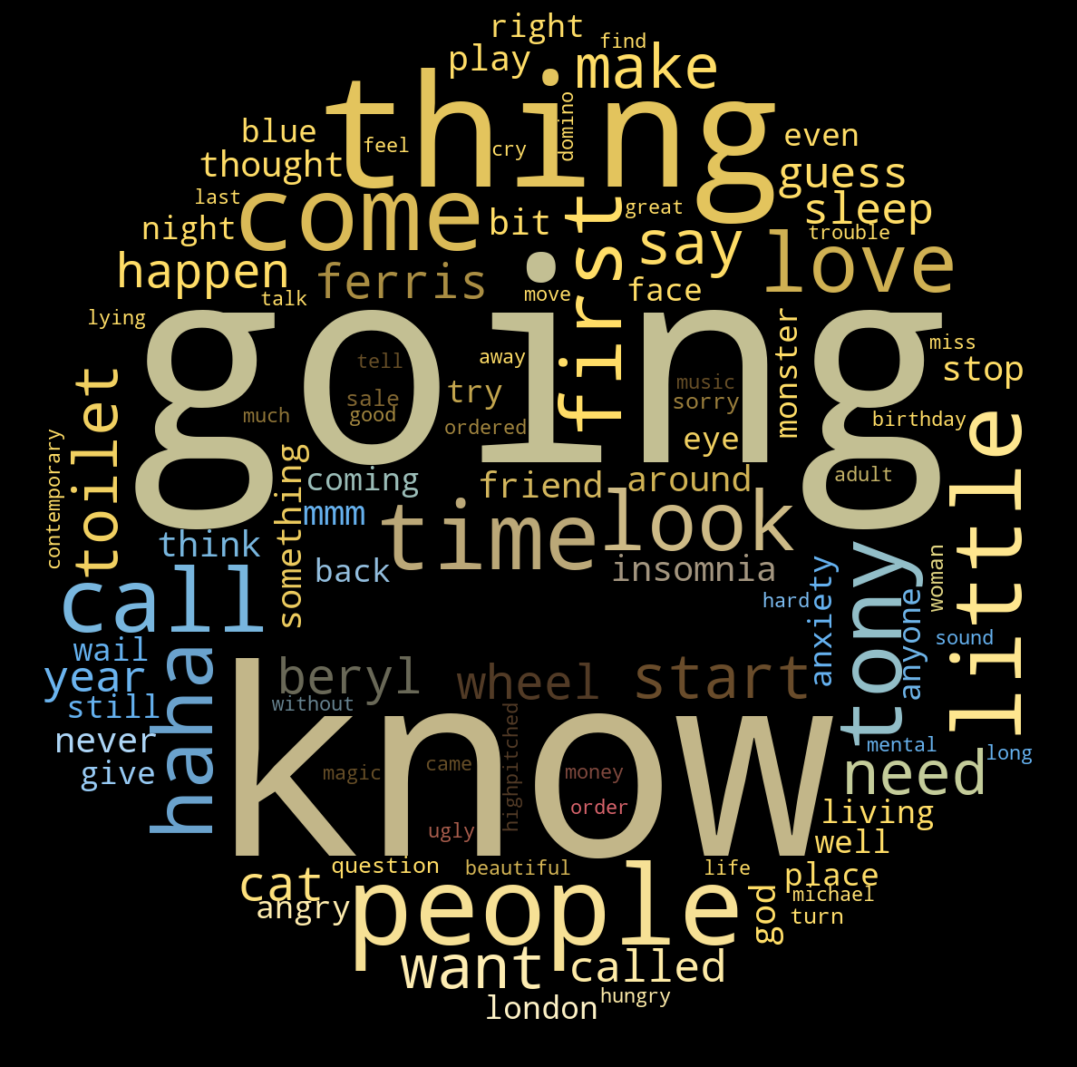 right
find
play
make
thing
domino
blue
feel
cry
even
thought
guess
last
come
bit
first
great
sleep
night
say
trouble
love
happen
ferris
talk
move
face
lying
going
monster
miss
tell
away
stop
toilet
sale
try
music
sorry
much
good
ordered
birthday
contemporary
eye
little
something
coming
friend
around
adult
mmm
time
look
think
back
insomnia
tony
woman
call
hard
anxiety
anyone
wail
sound
year
haha
beryl
wheel
start
still
without
never
know
highpitched
mental
long
give
magic
came
money
need
order
ugly
living
well
cat
question
beautiful
life
place
angry
people
god
michael
turn
want
called
london
hungry